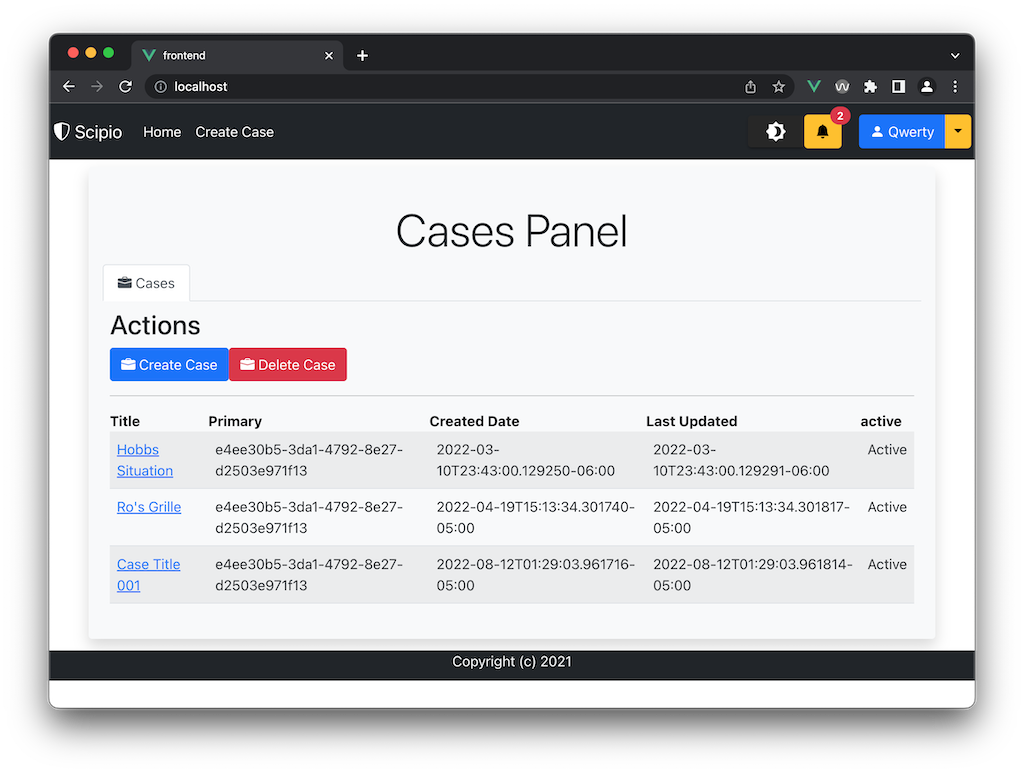 frontend
localhost
Scipio Home Create Case 2 Qwerty
Cases Panel
Cases
Actions
Create Case Delete Case
Title Primary Created Date Last Updated active
Hobbs e4ee30b5-3da1-4792-8e27- 2022-03- 2022-03- Active
Situation d2503e971f13 10T23:43:00.129250-06:00 10T23:43:00.129291-06:00
Ro's Grille e4ee30b5-3da1-4792-8e27- 2022-04-19T15:13:34.301740- 2022-04-19T15:13:34.301817- Active
d2503e971f13 05:00 05:00
Case Title e4ee30b5-3da1-4792-8e27- 2022-08-12T01:29:03.961716- 2022-08-12T01:29:03.961814- Active
001 d2503e971f13 05:00 05:00
Copyright (c) 2021